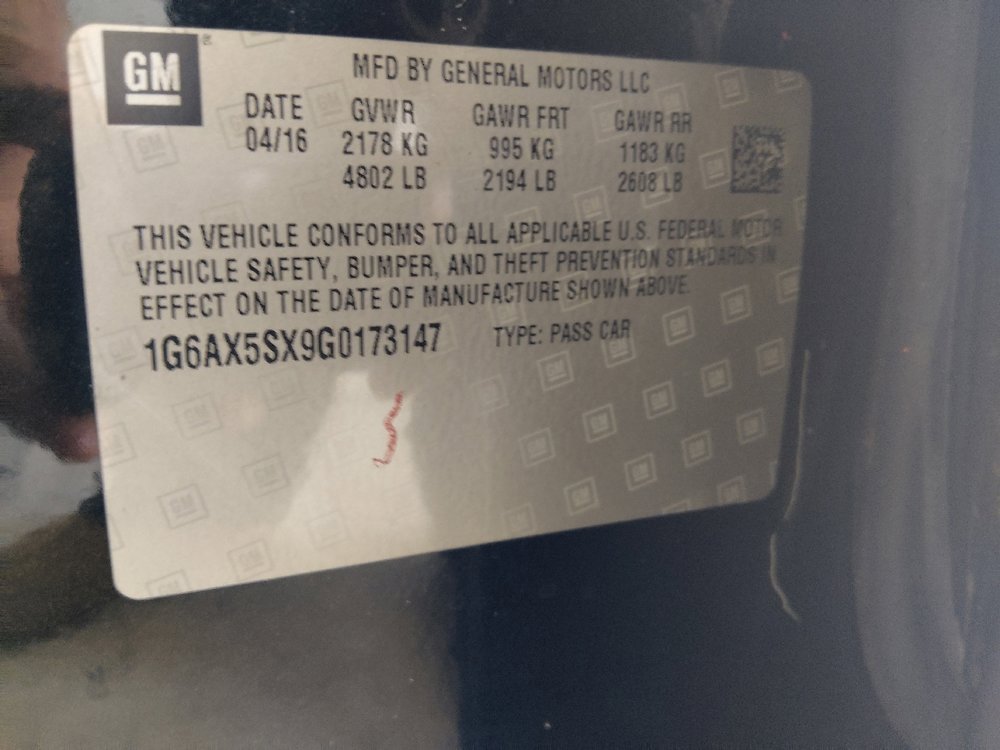 GM
MFD BY GENERAL MOTORS LLC
DATE GVWR GAWR FRT GAWR RR
04/16 2178 KG 995 KG 1183 KG
4802 LB 2194 LB 2608 LB
THIS VEHICLE CONFORMS TO ALL APPLICABLE U.S. FEDERAL MOTOR
VEHICLE SAFETY, BUMPER, AND THEFT PREVENTION STANDARDS IN
EFFECT ON THE DATE OF MANUFACTURE SHOWN ABOVE.
1G6AX5SX9G0173147 TYPE: PASS CAR